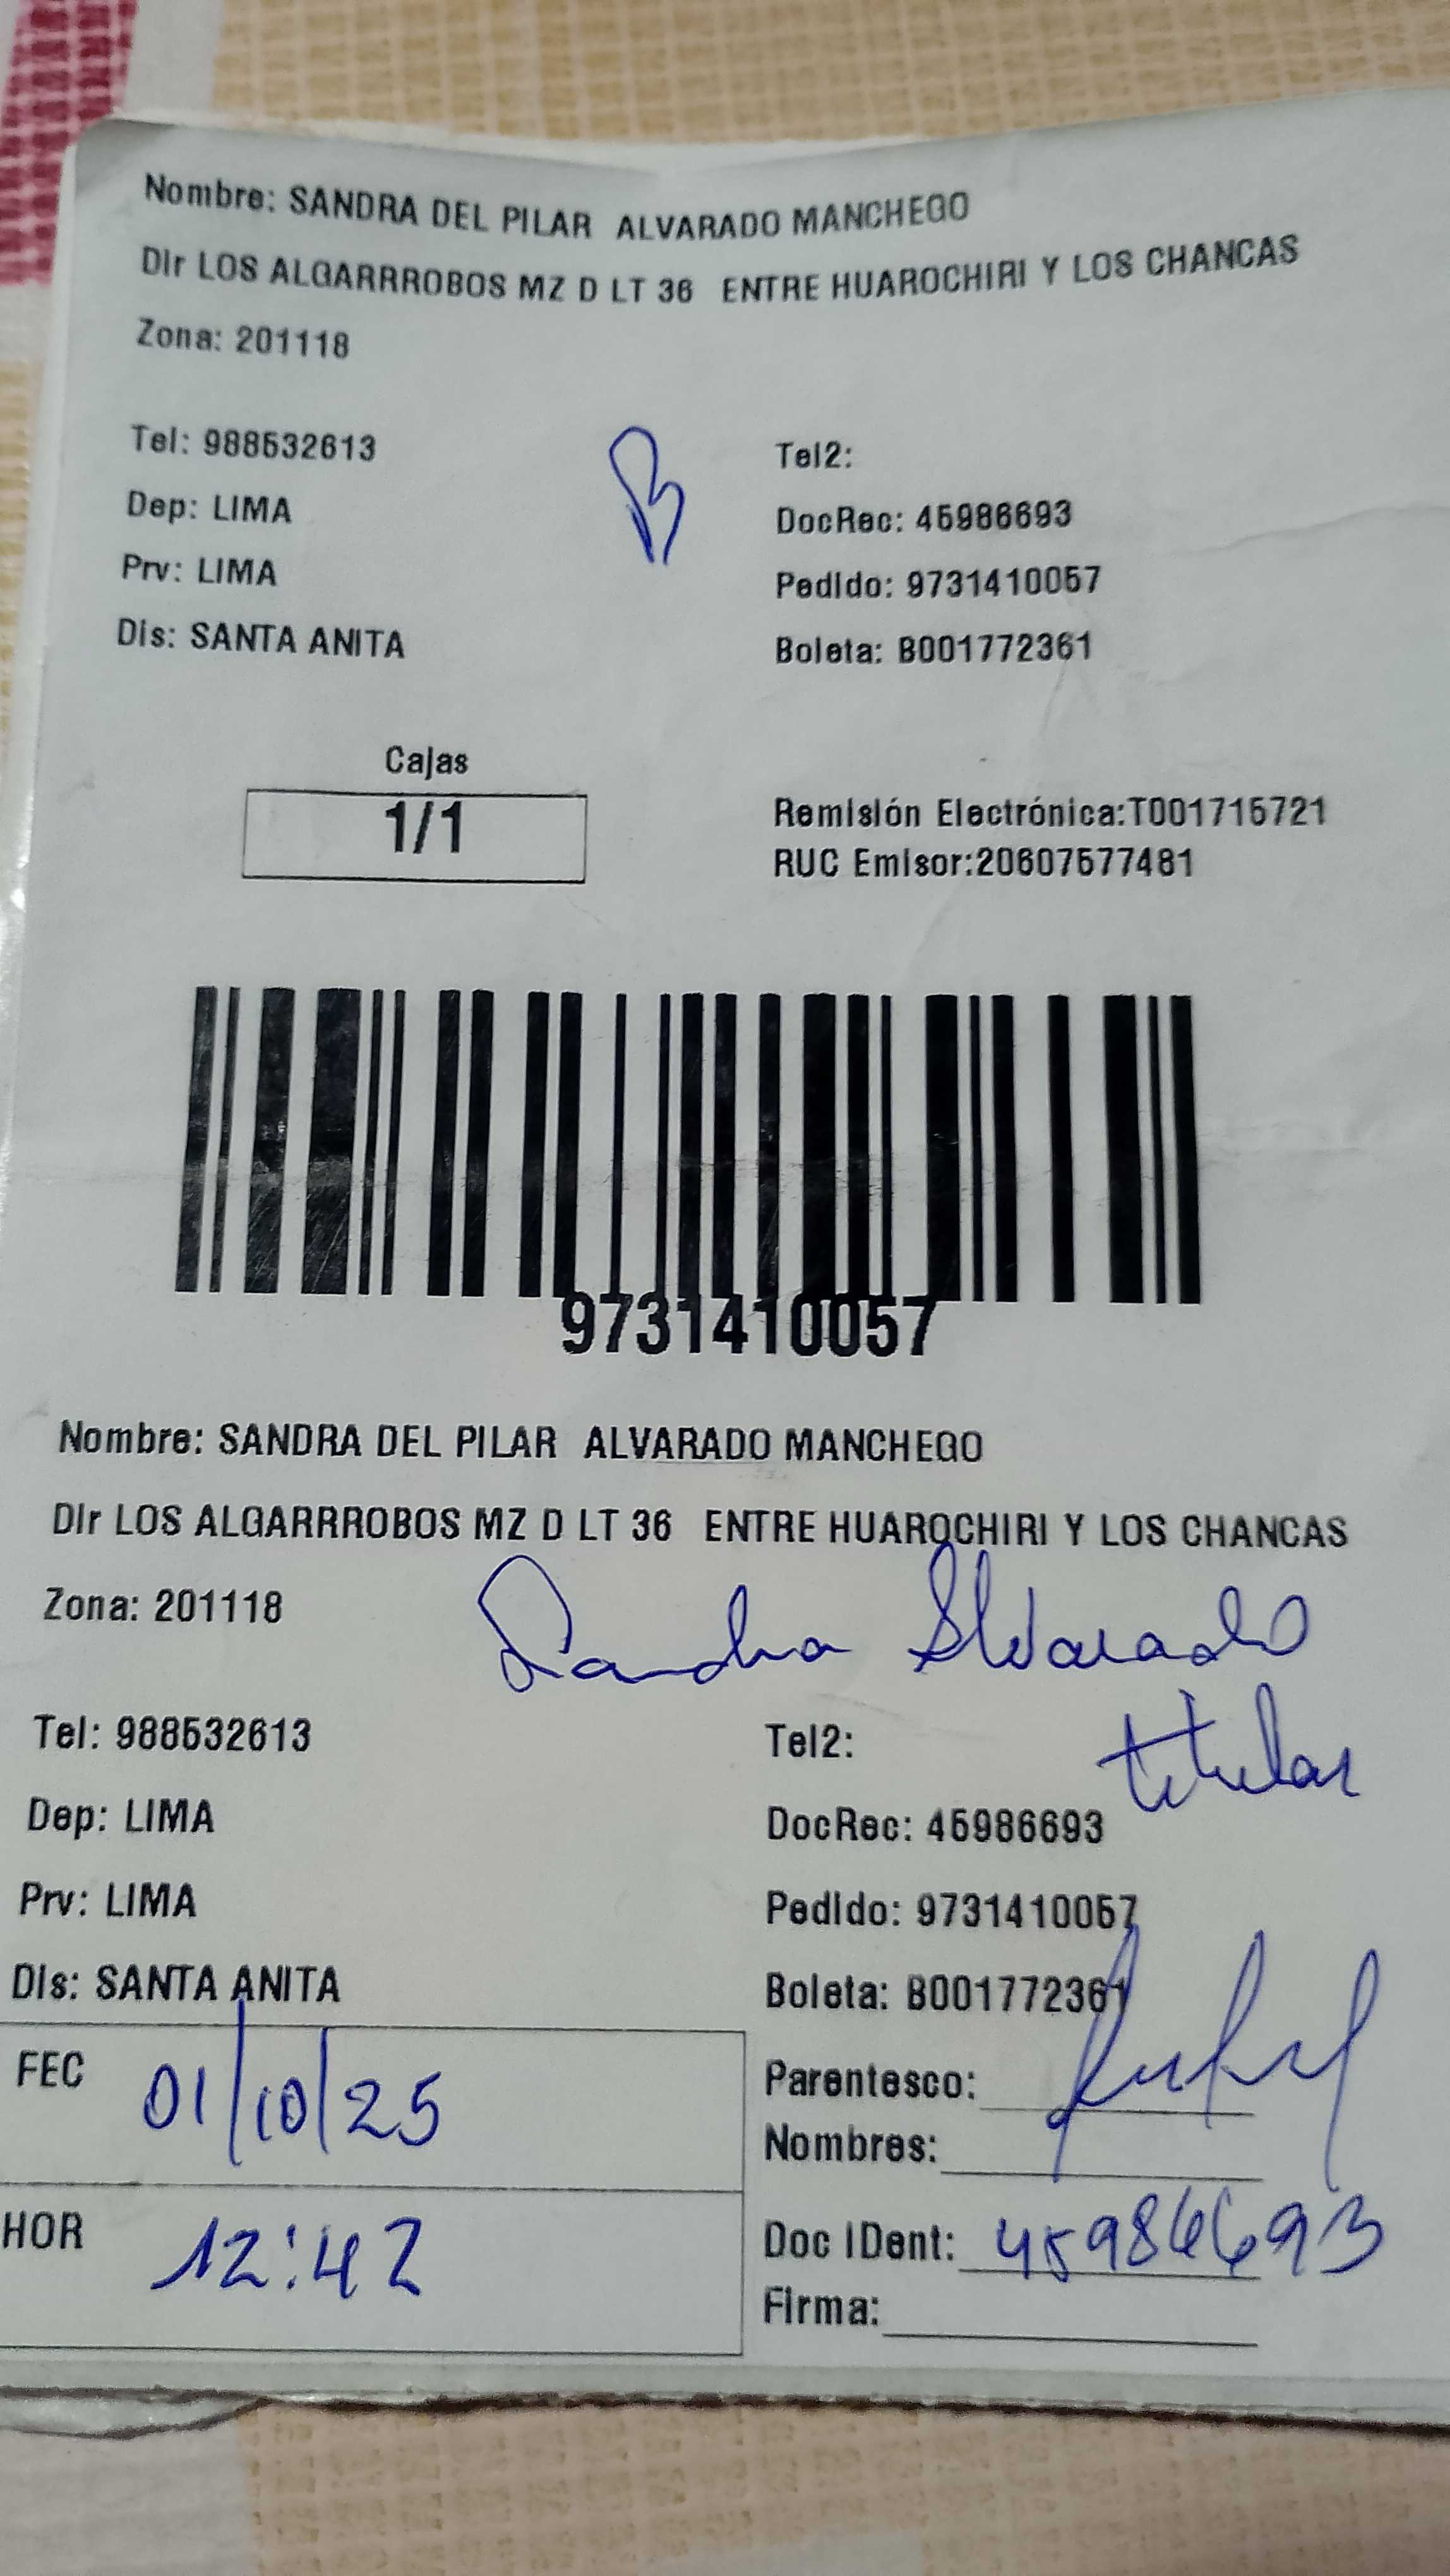 Nombre: SANDRA DEL PILAR ALVARADO MANCHEGO
Dir LOS ALGARRROBOS MZ D LT 36 ENTRE HUAROCHIRI Y LOS CHANCAS
Zona: 201118
Tel: 988532613
Tel2:
Dep: LIMA
DocRec: 45986693
Prv: LIMA
Pedido: 9731410057
Dis: SANTA ANITA
Boleta: B001772361
Cajas
1/1
Remisión Electrónica:T001715721
RUC Emisor:20607577481
9731410057
Nombre: SANDRA DEL PILAR ALVARADO MANCHEGO
Dir LOS ALGARRROBOS MZ D LT 36 ENTRE HUAROCHIRI Y LOS CHANCAS
Zona: 201118
Sandra Alvarado
titular
Tel: 988532613
Tel2:
Dep: LIMA
DocRec: 45986693
Prv: LIMA
Pedido: 9731410057
Dis: SANTA ANITA
Boleta: B001772361
FEC 01/10/25
Parentesco:
Nombres:
HOR 12:42
Doc IDent: 45986693
Firma: